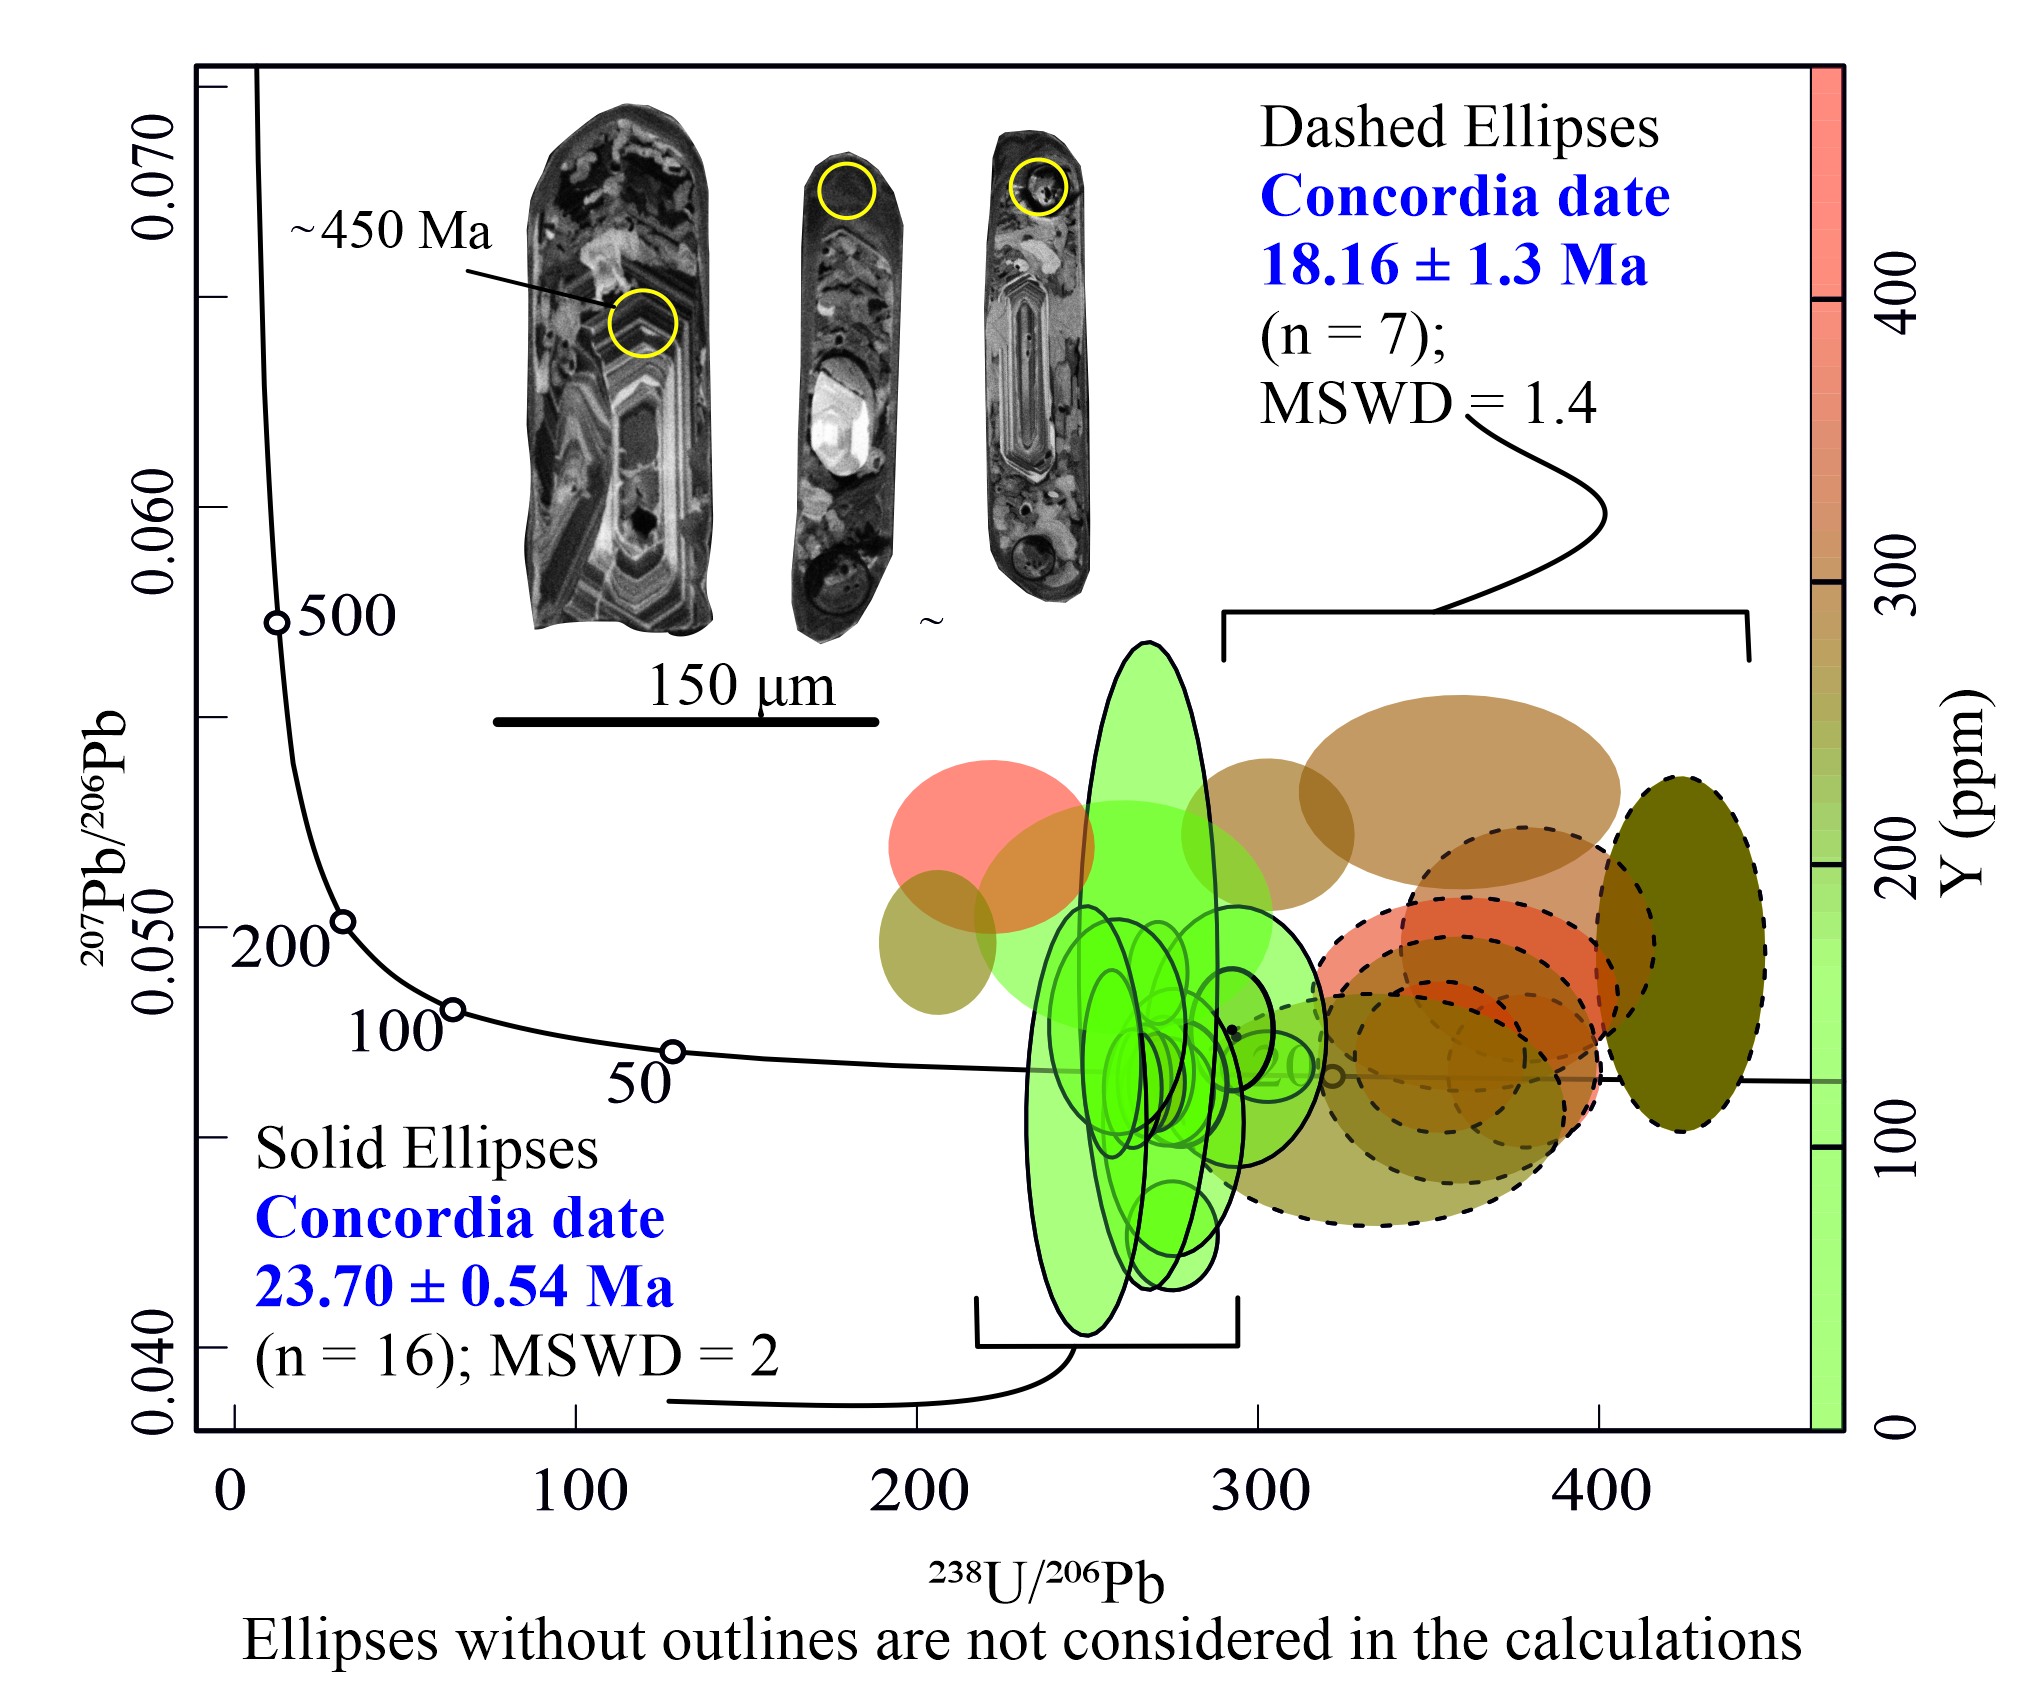 0.070
0.060
0.050
0.040
²⁰⁷Pb/²⁰⁶Pb
~450 Ma
Dashed Ellipses
Concordia date
18.16 ± 1.3 Ma
(n = 7);
MSWD = 1.4
500
~
150 μm
200
100
50
20
Solid Ellipses
Concordia date
23.70 ± 0.54 Ma
(n = 16); MSWD = 2
400
300
200
100
0
Y (ppm)
0 100 200 300 400
²³⁸U/²⁰⁶Pb
Ellipses without outlines are not considered in the calculations